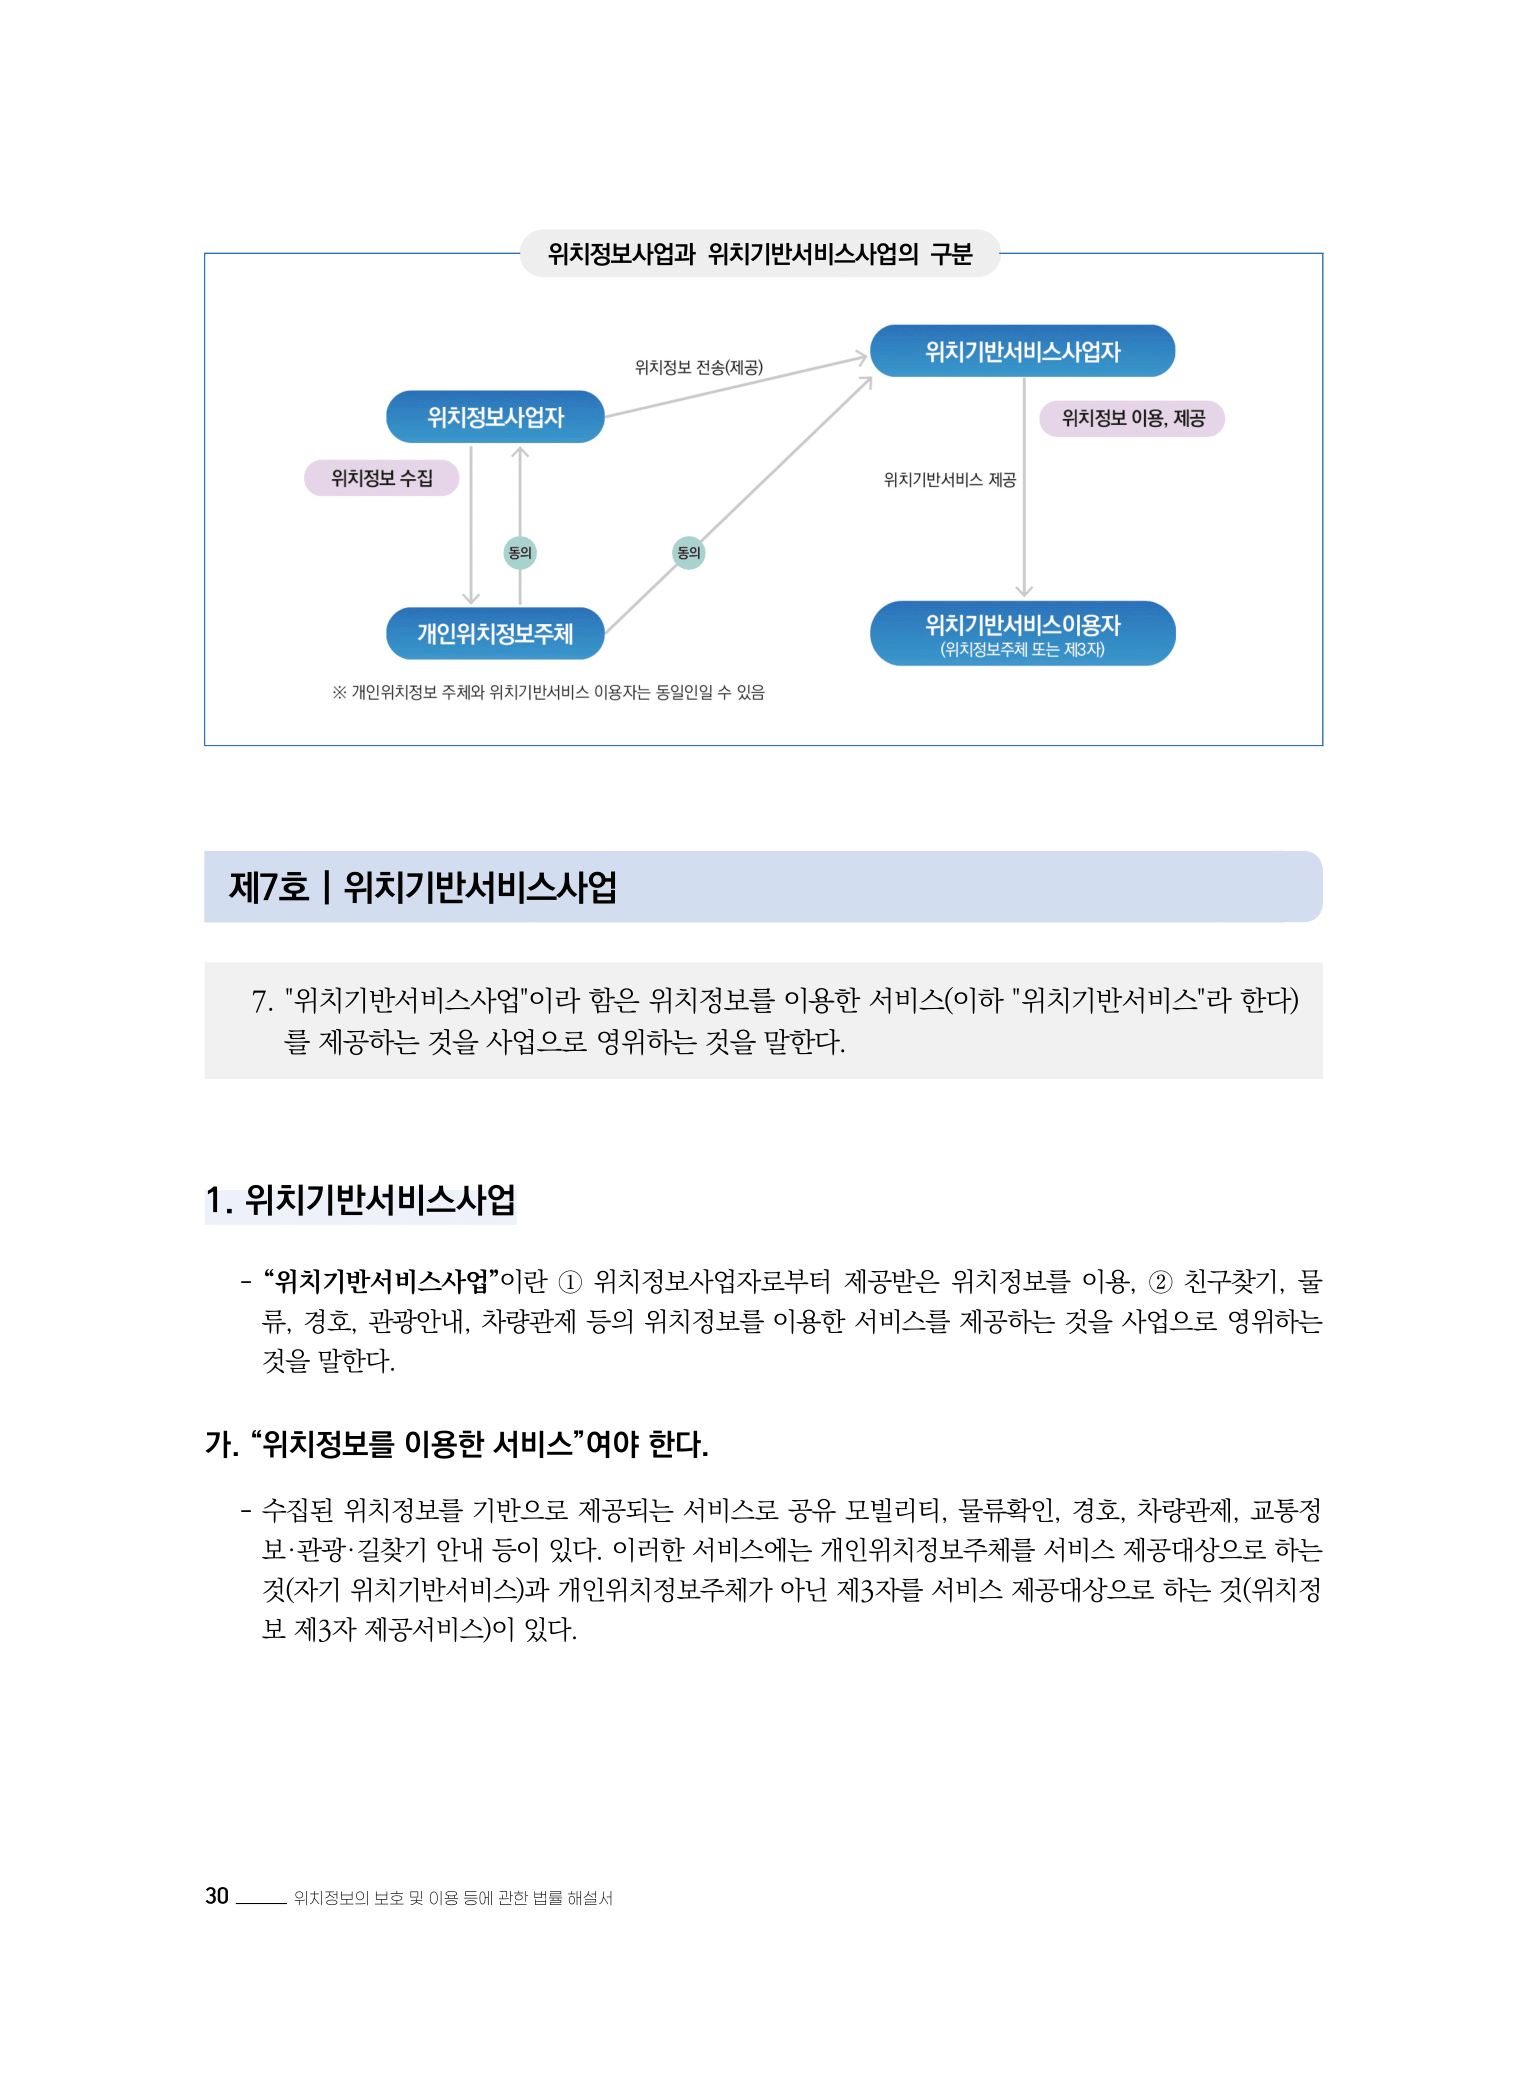 위치정보사업과 위치기반서비스사업의 구분
위치기반서비스사업자
위치정보 전송(제공)
위치정보사업자
위치정보 이용, 제공
위치정보 수집
위치기반서비스 제공
동의
동의
개인위치정보주체
위치기반서비스이용자
(위치정보주체 또는 제3자)
※ 개인위치정보 주체와 위치기반서비스 이용자는 동일인일 수 있음
제7호 | 위치기반서비스사업
7. "위치기반서비스사업"이라 함은 위치정보를 이용한 서비스(이하 "위치기반서비스"라 한다)
를 제공하는 것을 사업으로 영위하는 것을 말한다.
1. 위치기반서비스사업
– “위치기반서비스사업”이란 ① 위치정보사업자로부터 제공받은 위치정보를 이용, ② 친구찾기, 물
류, 경호, 관광안내, 차량관제 등의 위치정보를 이용한 서비스를 제공하는 것을 사업으로 영위하는
것을 말한다.
가. “위치정보를 이용한 서비스”여야 한다.
– 수집된 위치정보를 기반으로 제공되는 서비스로 공유 모빌리티, 물류확인, 경호, 차량관제, 교통정
보·관광·길찾기 안내 등이 있다. 이러한 서비스에는 개인위치정보주체를 서비스 제공대상으로 하는
것(자기 위치기반서비스)과 개인위치정보주체가 아닌 제3자를 서비스 제공대상으로 하는 것(위치정
보 제3자 제공서비스)이 있다.
30 위치정보의 보호 및 이용 등에 관한 법률 해설서